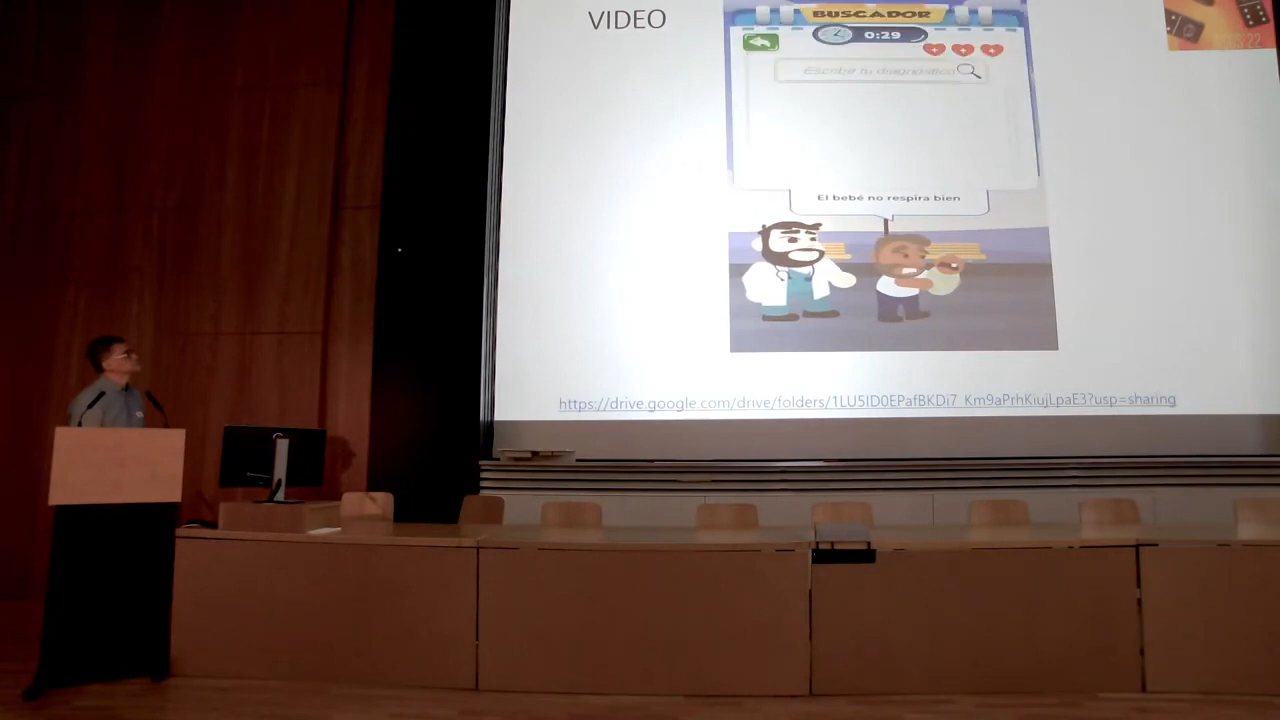 VIDEO
BUSCADOR
0:29
Escribe tu diagnóstico
El bebé no respira bien
https://drive.google.com/drive/folders/1LU5ID0EPafBKDi7_Km9aPrhKiujLpaE3?usp=sharing